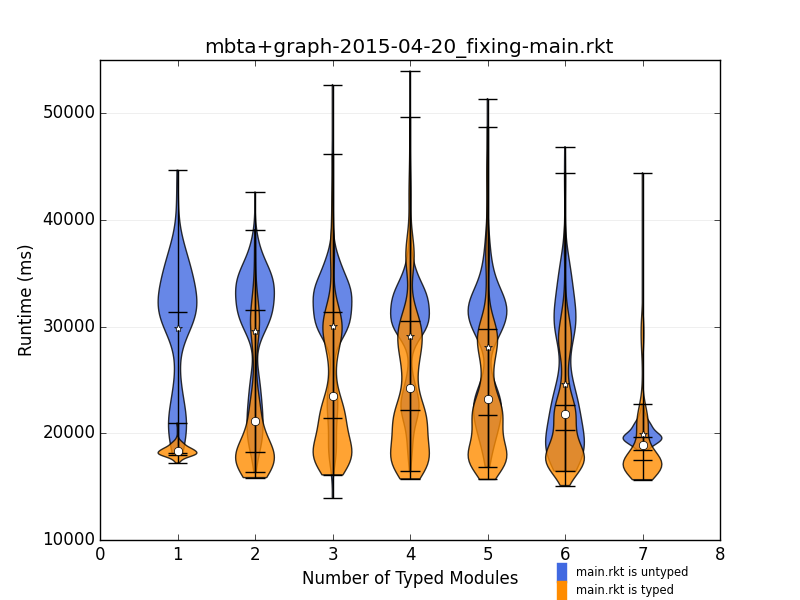 mbta+graph-2015-04-20_fixing-main.rkt
Runtime (ms)
50000
40000
30000
20000
10000
0 1 2 3 4 5 6 7 8
Number of Typed Modules
main.rkt is untyped
main.rkt is typed